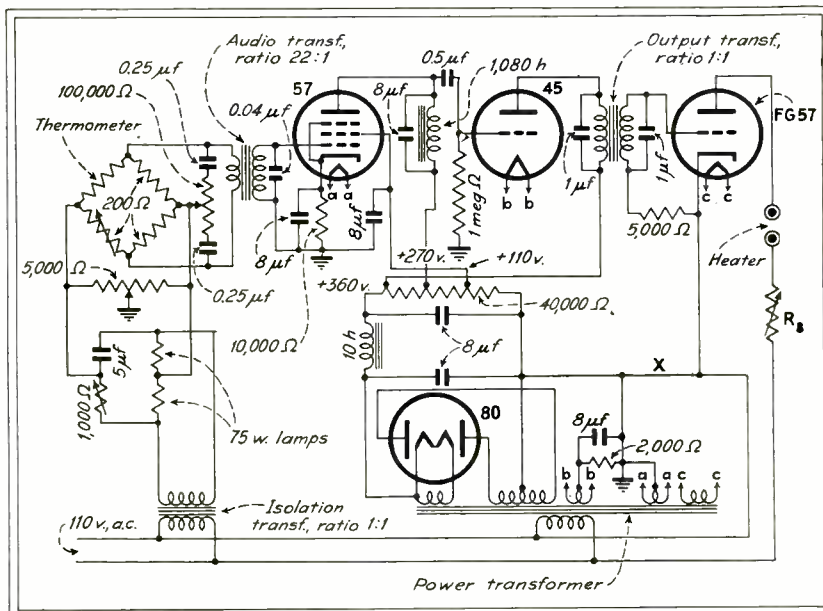 Audio transf.,
ratio 22:1
0.25 µf
100,000 Ω
Thermometer
0.04 µf
57
0.5 µf
1,080 h
8 µf
45
Output transf.,
ratio 1:1
FG57
200 Ω
a a
b b
c c
1 µf
1 µf
1 meg Ω
8 µf
8 µf
5,000 Ω
5,000 Ω
Heater
0.25 µf
+270 v.
+110 v.
+360 v.
10,000 Ω
40,000 Ω
R8
10 h
8 µf
5 µf
1,000 Ω
75 w. lamps
80
X
8 µf
2,000 Ω
b b a a c c
Isolation
transf., ratio 1:1
110 v., a.c.
Power transformer